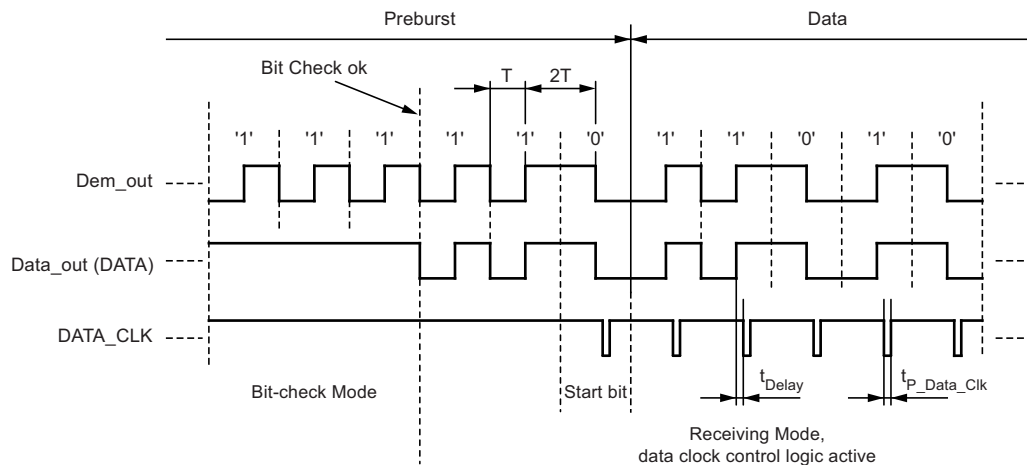 Preburst Data
Bit Check ok
T 2T
'1' '1' '1' '1' '1' '0' '1' '1' '0' '1' '0'
Dem_out
Data_out (DATA)
DATA_CLK
Bit-check Mode Start bit tDelay tP_Data_Clk
Receiving Mode,
data clock control logic active